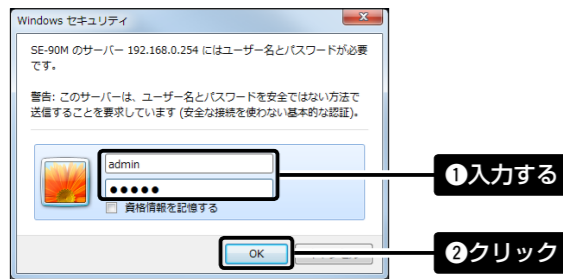 Windows セキュリティ
SE-90M のサーバー 192.168.0.254 にはユーザー名とパスワードが必要
です。
警告: このサーバーは、ユーザー名とパスワードを安全ではない方法で
送信することを要求しています (安全な接続を使わない基本的な認証)。
admin
●●●●●
❶入力する
資格情報を記憶する
OK
❷クリック